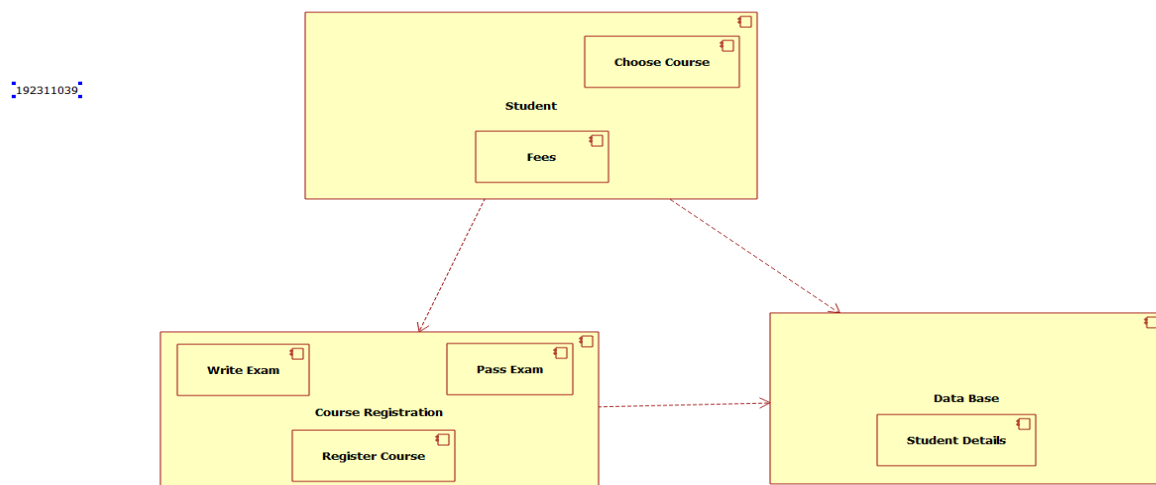 192311039
Choose Course
Student
Fees
Write Exam
Pass Exam
Course Registration
Register Course
Data Base
Student Details